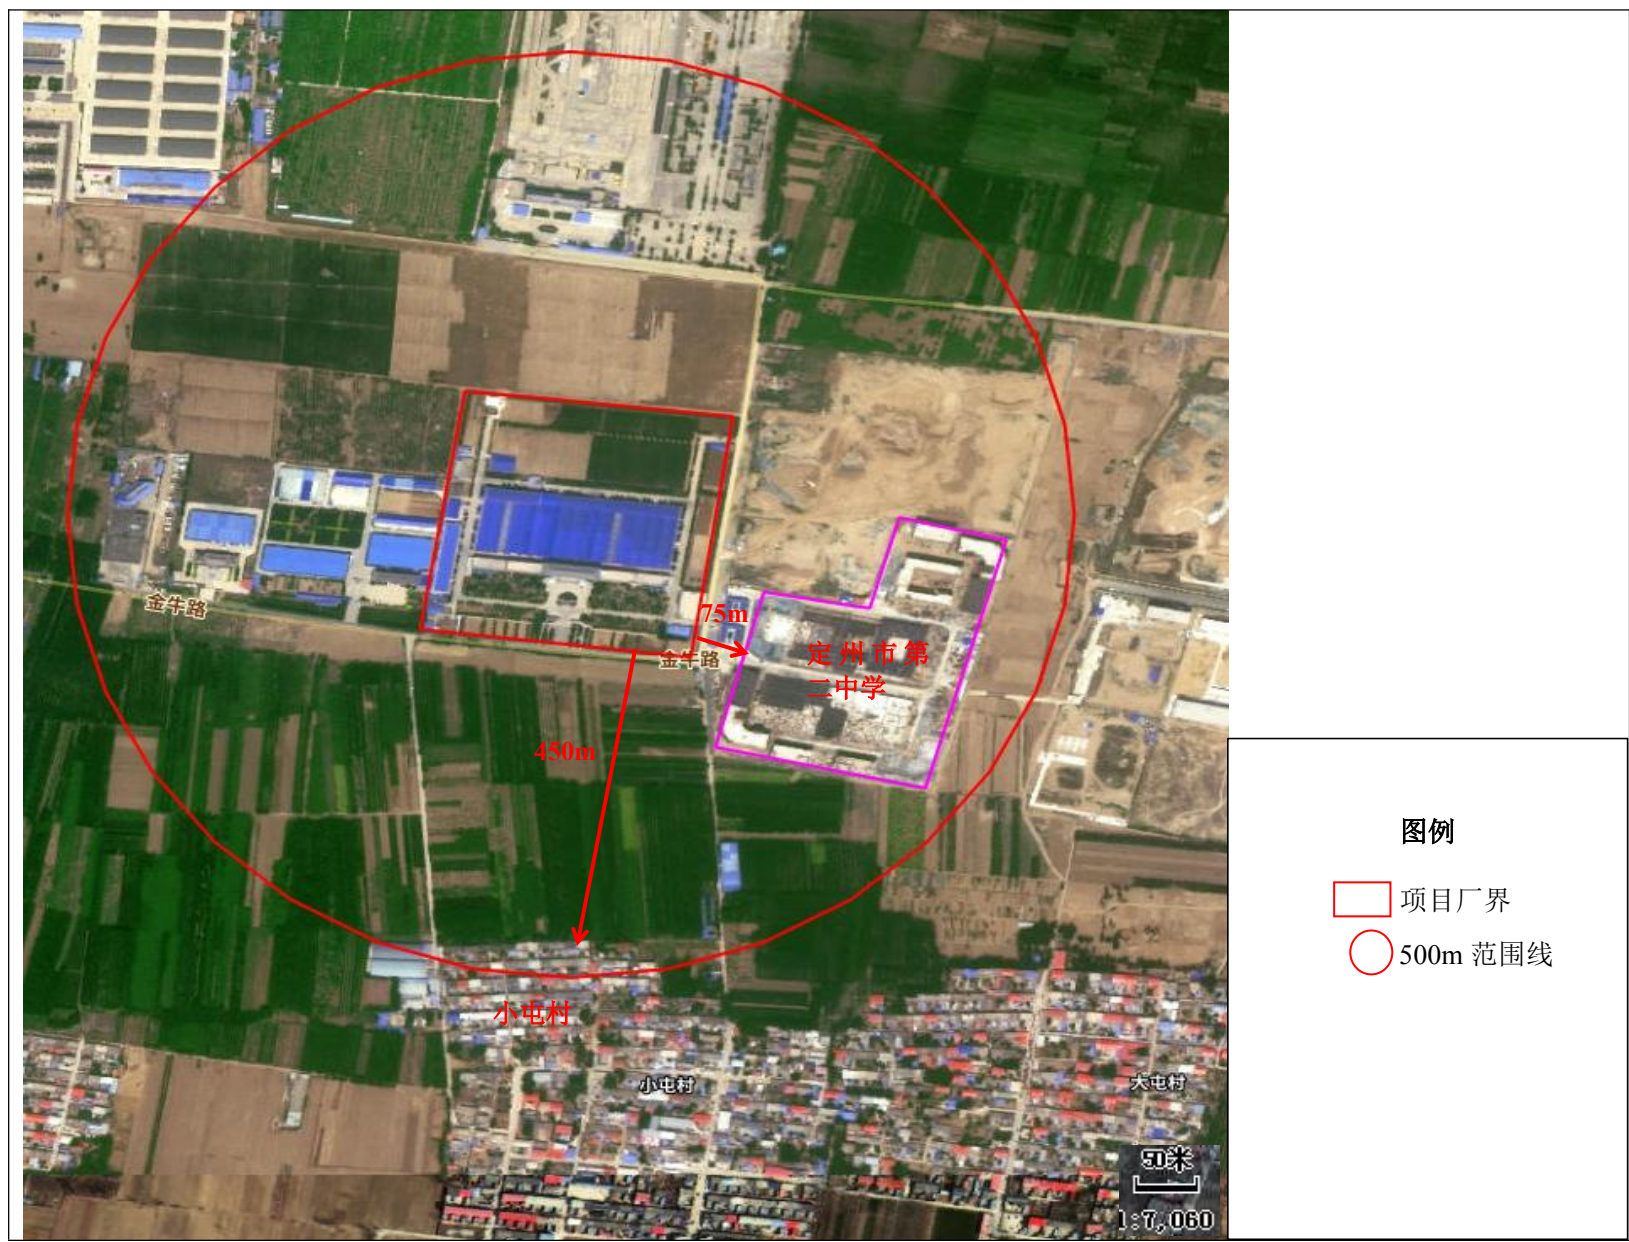 金牛路
75m
金牛路
定州市第
二中学
450m
小屯村
小屯村
大屯村
50米
1:7,060
图例
项目厂界
500m 范围线